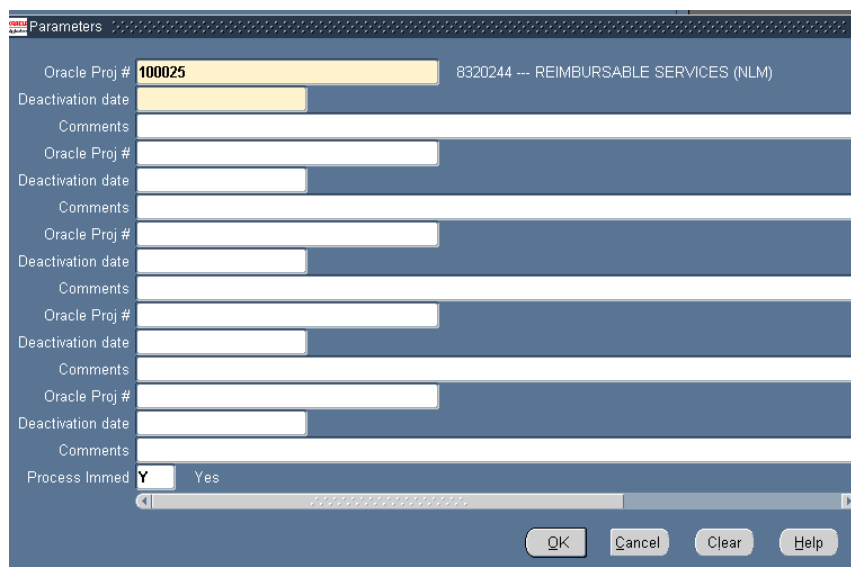 Parameters
Oracle Proj # 100025 8320244 --- REIMBURSABLE SERVICES (NLM)
Deactivation date
Comments
Oracle Proj #
Deactivation date
Comments
Oracle Proj #
Deactivation date
Comments
Oracle Proj #
Deactivation date
Comments
Oracle Proj #
Deactivation date
Comments
Process Immed Y Yes
OK Cancel Clear Help